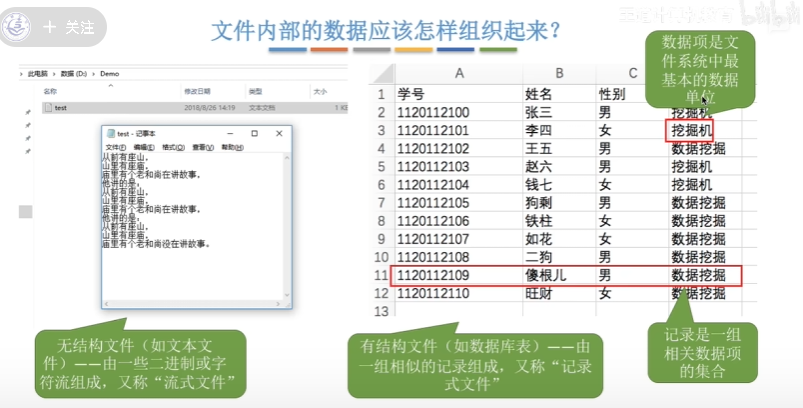 + 关注
bilibili
文件内部的数据应该怎样组织起来?
此电脑 > 数据 (D:) > Demo
名称 修改日期 类型 大小
test 2018/8/26 14:19 文本文档 1 KB
test - 记事本
文件(F) 编辑(E) 格式(O) 查看(V) 帮助(H)
从前有座山,
山里有座庙,
庙里有个老和尚在讲故事,
他讲的是:
从前有座山,
山里有座庙,
庙里有个老和尚在讲故事,
他讲的是:
从前有座山,
山里有座庙,
庙里有个老和尚没在讲故事。
无结构文件(如文本文
件)——由一些二进制或字
符流组成,又称“流式文件”
A B C
1 学号 姓名 性别
2 1120112100 张三 男 挖掘机
3 1120112101 李四 女 挖掘机
4 1120112102 王五 男 数据挖掘
5 1120112103 赵六 男 挖掘机
6 1120112104 钱七 女 挖掘机
7 1120112105 狗剩 男 数据挖掘
8 1120112106 铁柱 女 数据挖掘
9 1120112107 如花 女 数据挖掘
10 1120112108 二狗 男 数据挖掘
11 1120112109 傻根儿 男 数据挖掘
12 1120112110 旺财 女 数据挖掘
13
数据项是文
件系统中最
基本的数据
单位
有结构文件(如数据库表)——由
一组相似的记录组成,又称“记录
式文件”
记录是一组
相关数据项
的集合